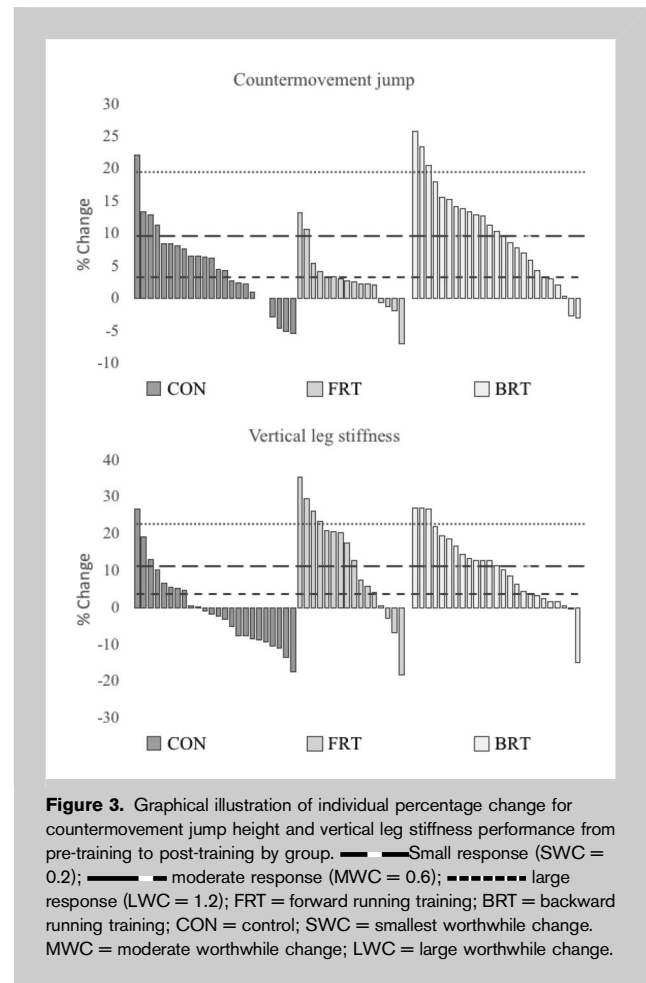 Countermovement jump
30
25
20
15
10
5
0
-5
-10
% Change
CON FRT BRT
Vertical leg stiffness
40
30
20
10
0
-10
-20
-30
% Change
CON FRT BRT
Figure 3. Graphical illustration of individual percentage change for
countermovement jump height and vertical leg stiffness performance from
pre-training to post-training by group. Small response (SWC =
0.2); moderate response (MWC = 0.6); large
response (LWC = 1.2); FRT = forward running training; BRT = backward
running training; CON = control; SWC = smallest worthwhile change.
MWC = moderate worthwhile change; LWC = large worthwhile change.